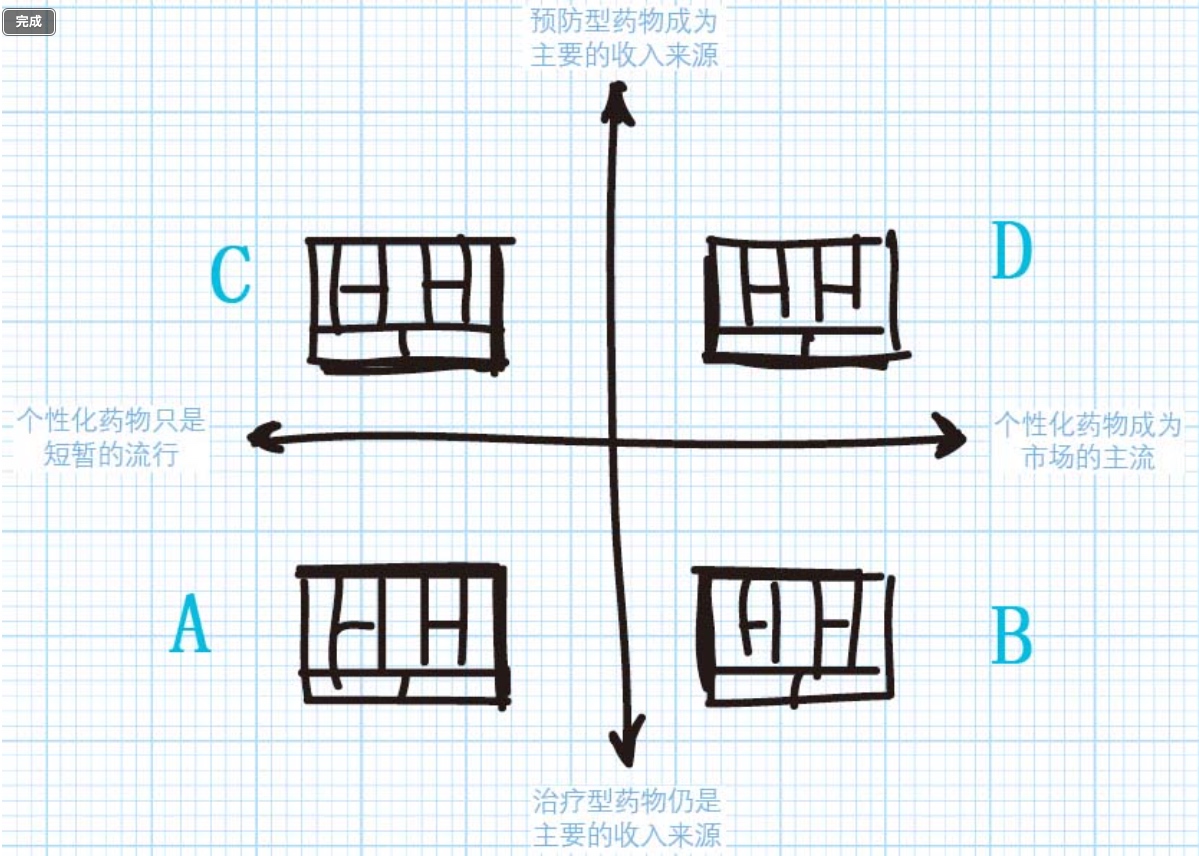 完成
预防型药物成为
主要的收入来源
C
D
个性化药物只是
短暂的流行
个性化药物成为
市场的主流
A
B
治疗型药物仍是
主要的收入来源